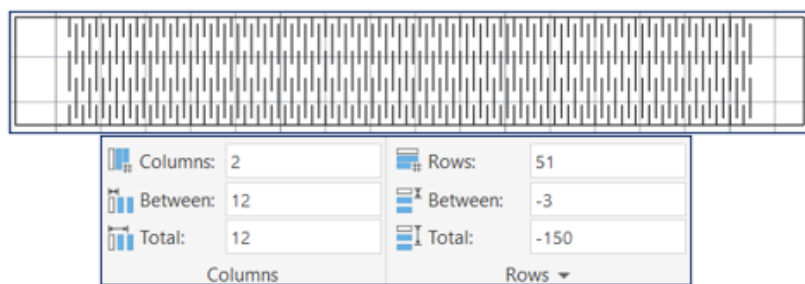 Columns: 2 Rows: 51
Between: 12 Between: -3
Total: 12 Total: -150
Columns Rows